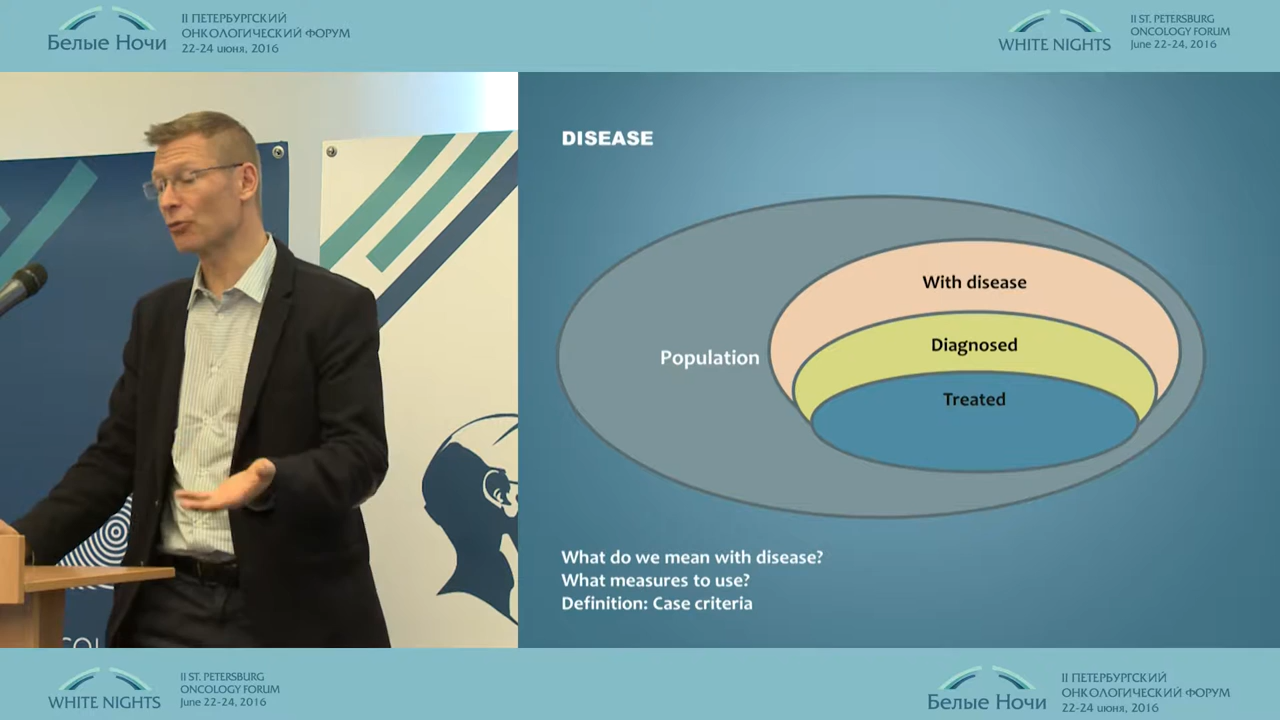 Белые Ночи
II ПЕТЕРБУРГСКИЙ
ОНКОЛОГИЧЕСКИЙ ФОРУМ
22-24 июня, 2016
WHITE NIGHTS
II ST. PETERSBURG
ONCOLOGY FORUM
June 22-24, 2016
DISEASE
With disease
Diagnosed
Population
Treated
What do we mean with disease?
What measures to use?
Definition: Case criteria
WHITE NIGHTS
II ST. PETERSBURG
ONCOLOGY FORUM
June 22-24, 2016
Белые Ночи
II ПЕТЕРБУРГСКИЙ
ОНКОЛОГИЧЕСКИЙ ФОРУМ
22-24 июня, 2016